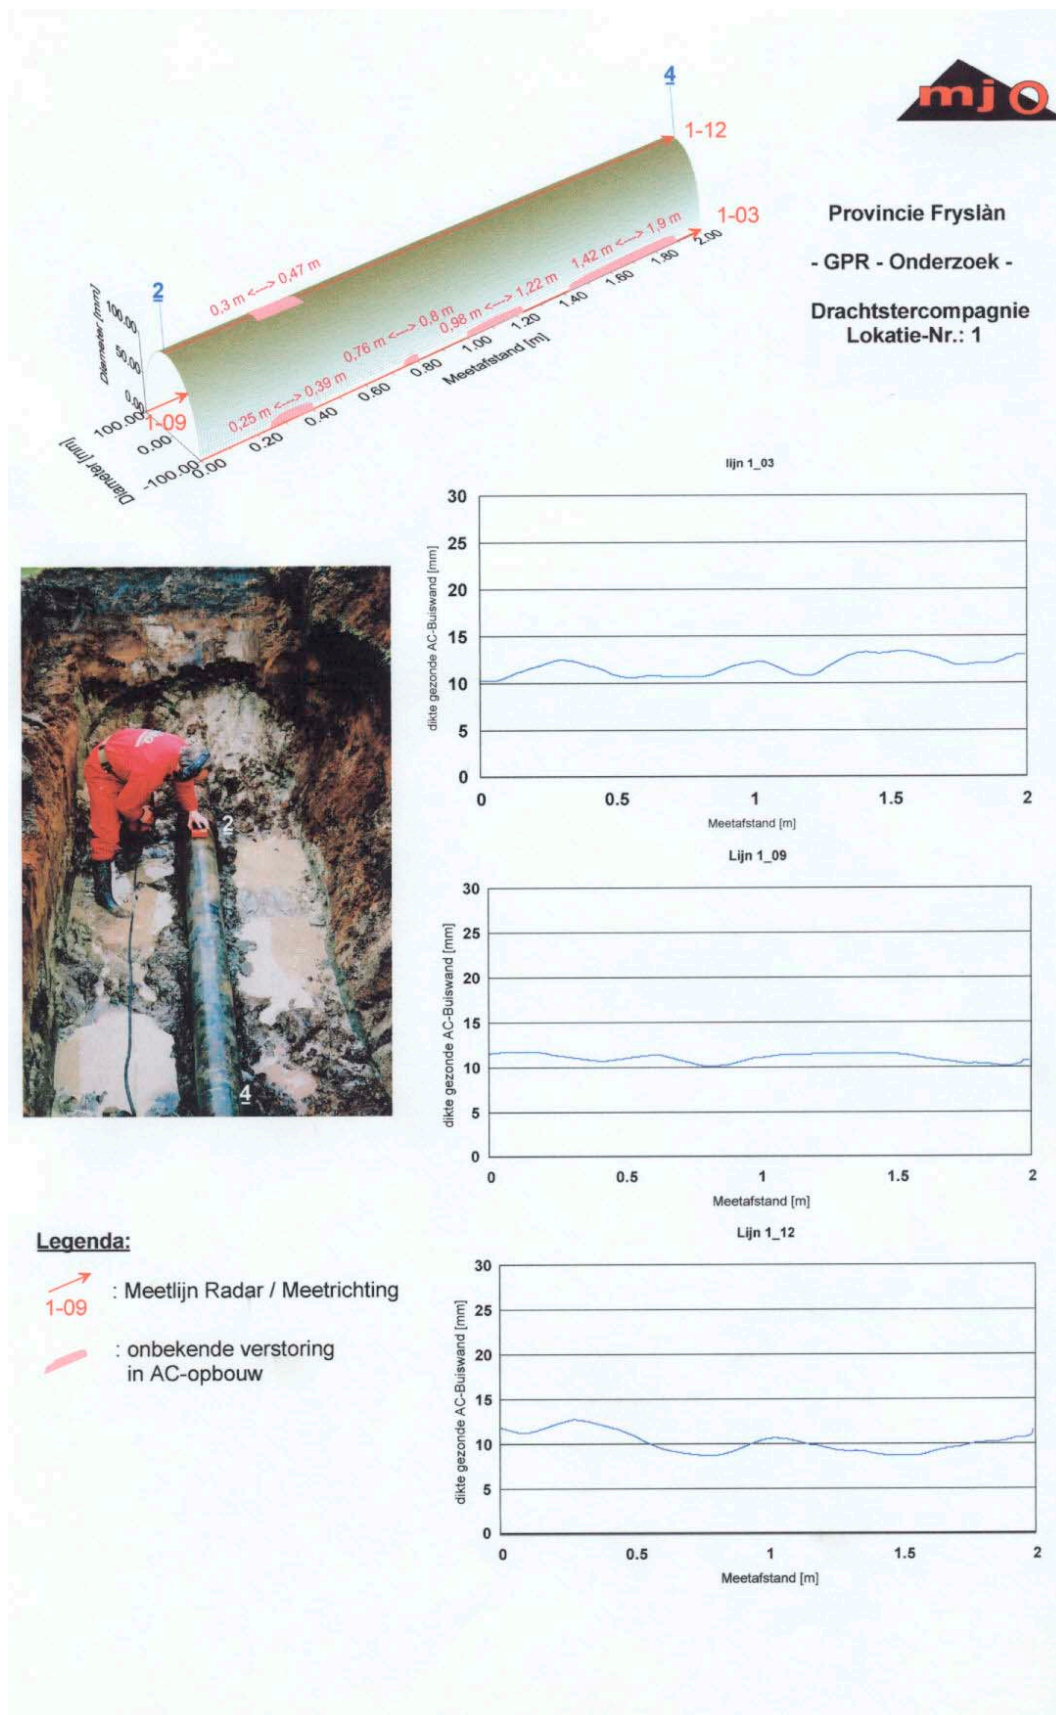 mjO
Provincie Fryslàn
- GPR - Onderzoek -
Drachtstercompagnie
Lokatie-Nr.: 1
4
1-12
1-03
2
0,3 m <---> 0,47 m
1,42 m <---> 1,9 m
0,98 m <---> 1,22 m
0,76 m <---> 0,8 m
0,25 m <---> 0,39 m
Diameter [mm]
100.00
50.00
0.00
1-09
Diameter [mm]
100.00
0.00
-100.00
0.00
0.20
0.40
0.60
0.80
1.00
1.20
1.40
1.60
1.80
2.00
Meetafstand [m]
lijn 1_03
dikte gezonde AC-Buiswand [mm]
30
25
20
15
10
5
0
0 0.5 1 1.5 2
Meetafstand [m]
2
4
Lijn 1_09
dikte gezonde AC-Buiswand [mm]
30
25
20
15
10
5
0
0 0.5 1 1.5 2
Meetafstand [m]
Legenda:
1-09
: Meetlijn Radar / Meetrichting
: onbekende verstoring
in AC-opbouw
Lijn 1_12
dikte gezonde AC-Buiswand [mm]
30
25
20
15
10
5
0
0 0.5 1 1.5 2
Meetafstand [m]